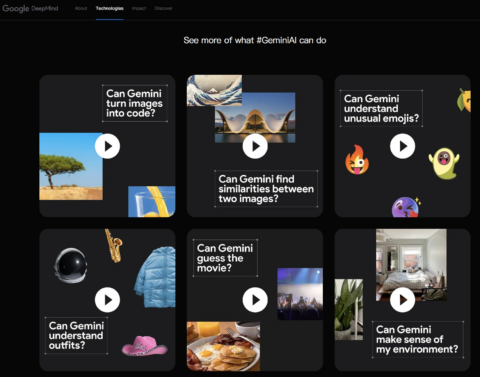 Google DeepMind About Technologies Impact Discover
See more of what #GeminiAI can do
Can Gemini
turn images
into code?
Can Gemini find
similarities between
two images?
Can Gemini
understand
unusual emojis?
Can Gemini
understand
outfits?
Can Gemini
guess the
movie?
Can Gemini
make sense of
my environment?